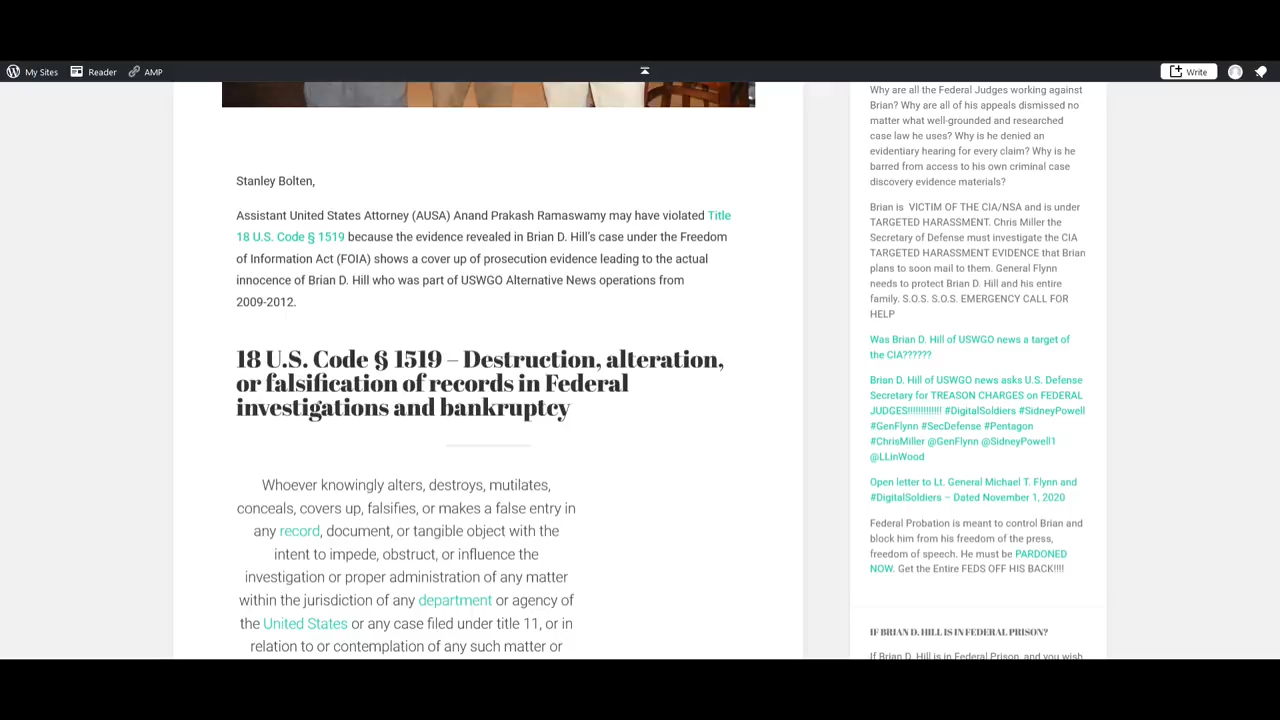 My Sites
Reader
AMP
Write
Stanley Bolten,
Assistant United States Attorney (AUSA) Anand Prakash Ramaswamy may have violated Title
18 U.S. Code § 1519 because the evidence revealed in Brian D. Hill's case under the Freedom
of Information Act (FOIA) shows a cover up of prosecution evidence leading to the actual
innocence of Brian D. Hill who was part of USWGO Alternative News operations from
2009-2012.
18 U.S. Code § 1519 – Destruction, alteration,
or falsification of records in Federal
investigations and bankruptcy
Whoever knowingly alters, destroys, mutilates,
conceals, covers up, falsifies, or makes a false entry in
any record, document, or tangible object with the
intent to impede, obstruct, or influence the
investigation or proper administration of any matter
within the jurisdiction of any department or agency of
the United States or any case filed under title 11, or in
relation to or contemplation of any such matter or
Why are all the Federal Judges working against
Brian? Why are all of his appeals dismissed no
matter what well-grounded and researched
case law he uses? Why is he denied an
evidentiary hearing for every claim? Why is he
barred from access to his own criminal case
discovery evidence materials?
Brian is VICTIM OF THE CIA/NSA and is under
TARGETED HARASSMENT. Chris Miller the
Secretary of Defense must investigate the CIA
TARGETED HARASSMENT EVIDENCE that Brian
plans to soon mail to them. General Flynn
needs to protect Brian D. Hill and his entire
family. S.O.S. S.O.S. EMERGENCY CALL FOR
HELP
Was Brian D. Hill of USWGO news a target of
the CIA??????
Brian D. Hill of USWGO news asks U.S. Defense
Secretary for TREASON CHARGES on FEDERAL
JUDGES!!!!!!!!!!!!! #DigitalSoldiers #SidneyPowell
#GenFlynn #SecDefense #Pentagon
#ChrisMiller @GenFlynn @SidneyPowell1
@LLinWood
Open letter to Lt. General Michael T. Flynn and
#DigitalSoldiers – Dated November 1, 2020
Federal Probation is meant to control Brian and
block him from his freedom of the press,
freedom of speech. He must be PARDONED
NOW. Get the Entire FEDS OFF HIS BACK!!!!
IF BRIAN D. HILL IS IN FEDERAL PRISON?
If Brian D. Hill is in Federal Prison, and you wish